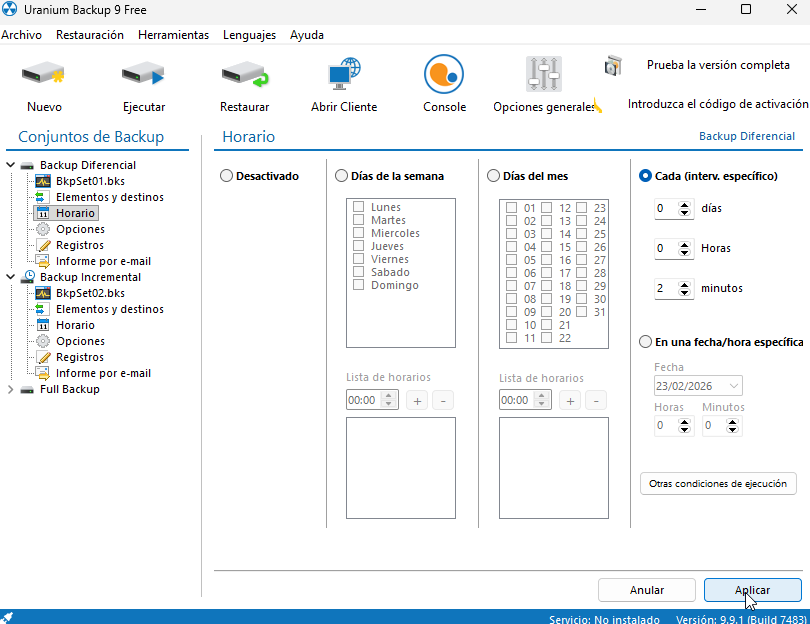 Uranium Backup 9 Free
Archivo Restauración Herramientas Lenguajes Ayuda
Nuevo Ejecutar Restaurar Abrir Cliente Console Opciones generales
Prueba la versión completa
Introduzca el código de activación
Conjuntos de Backup
Backup Diferencial
BkpSet01.bks
Elementos y destinos
11 Horario
Opciones
Registros
Informe por e-mail
Backup Incremental
BkpSet02.bks
Elementos y destinos
11 Horario
Opciones
Registros
Informe por e-mail
Full Backup
Horario
Backup Diferencial
Desactivado
Días de la semana
Lunes
Martes
Miercoles
Jueves
Viernes
Sabado
Domingo
Lista de horarios
00:00 + -
Días del mes
01 12 23
02 13 24
03 14 25
04 15 26
05 16 27
06 17 28
07 18 29
08 19 30
09 20 31
10 21
11 22
Lista de horarios
00:00 + -
Cada (interv. específico)
0 días
0 Horas
2 minutos
En una fecha/hora específica
Fecha
23/02/2026
Horas Minutos
0 0
Otras condiciones de ejecución
Anular Aplicar
Servicio: No instalado Versión: 9.9.1 (Build 7483)